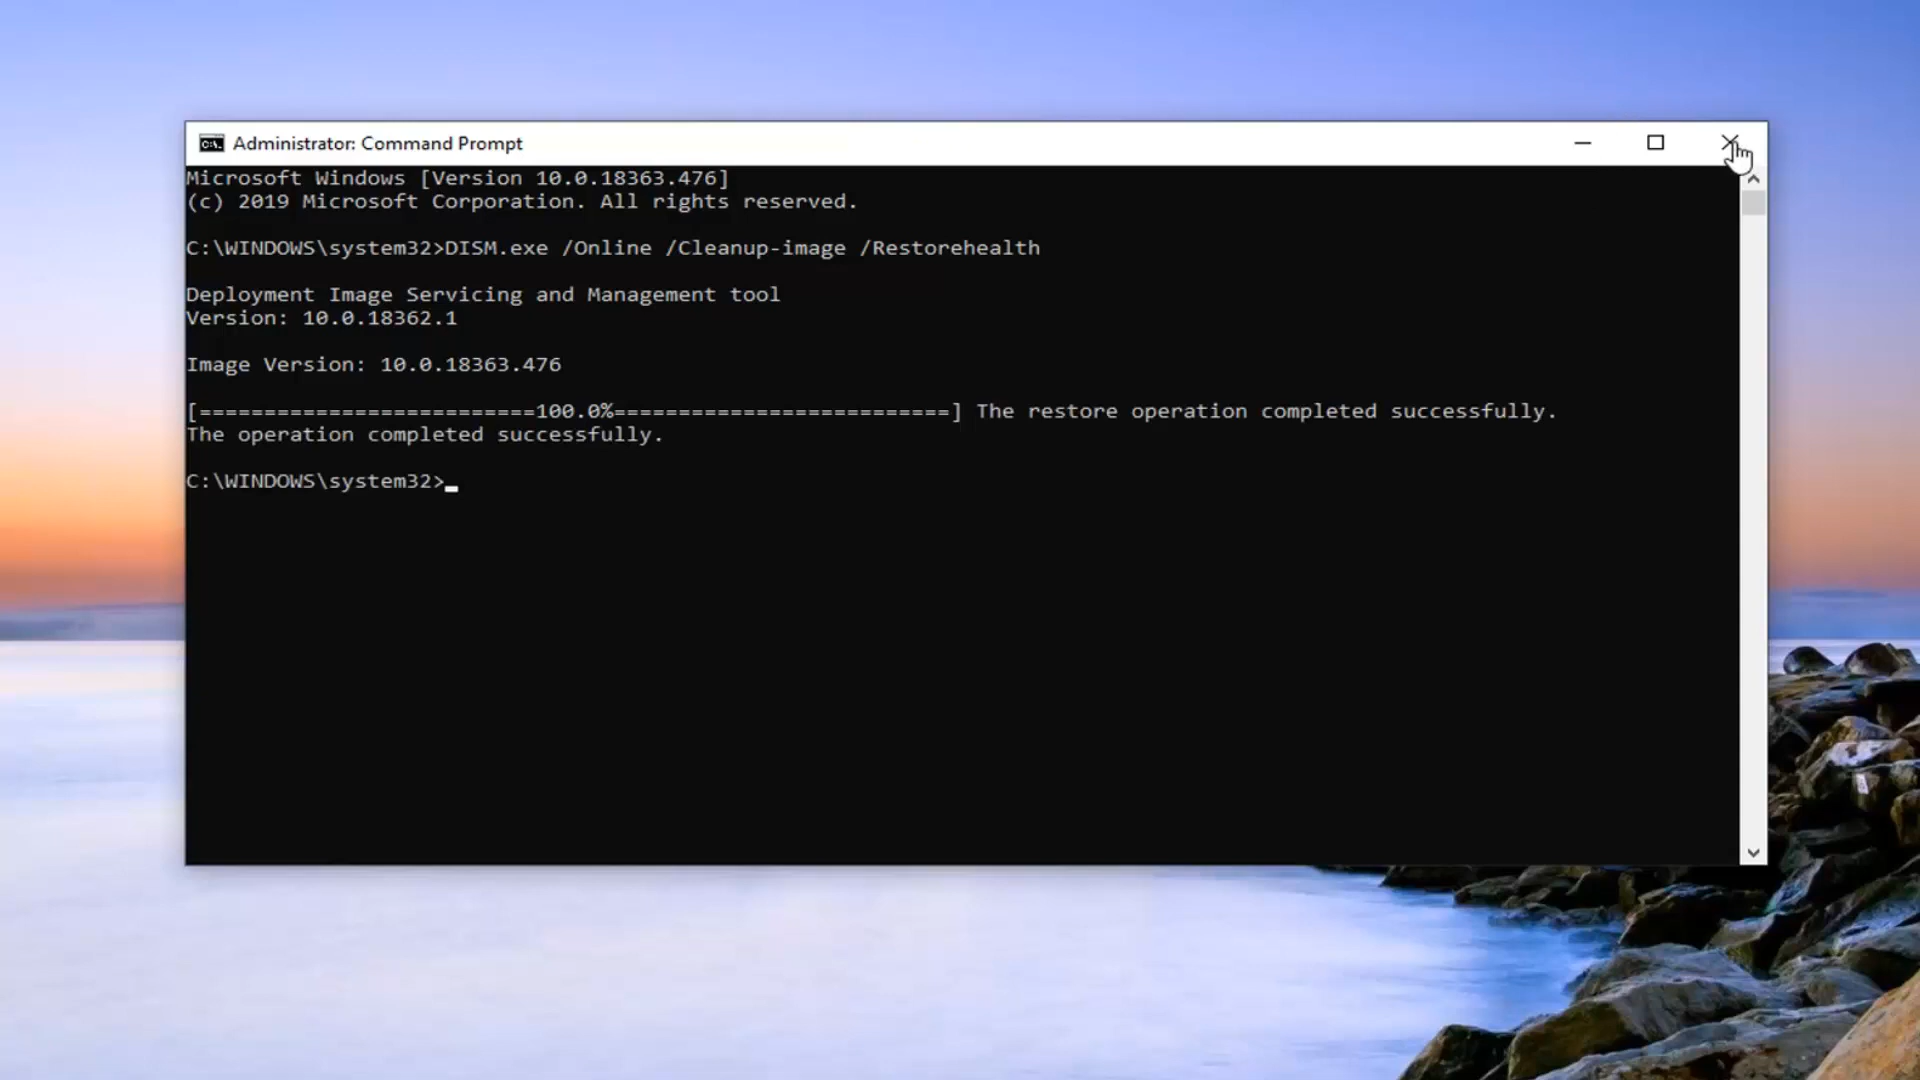 Administrator: Command Prompt
Microsoft Windows [Version 10.0.18363.476]
(c) 2019 Microsoft Corporation. All rights reserved.
C:\WINDOWS\system32>DISM.exe /Online /Cleanup-image /Restorehealth
Deployment Image Servicing and Management tool
Version: 10.0.18362.1
Image Version: 10.0.18363.476
[==========================100.0%==========================] The restore operation completed successfully.
The operation completed successfully.
C:\WINDOWS\system32>